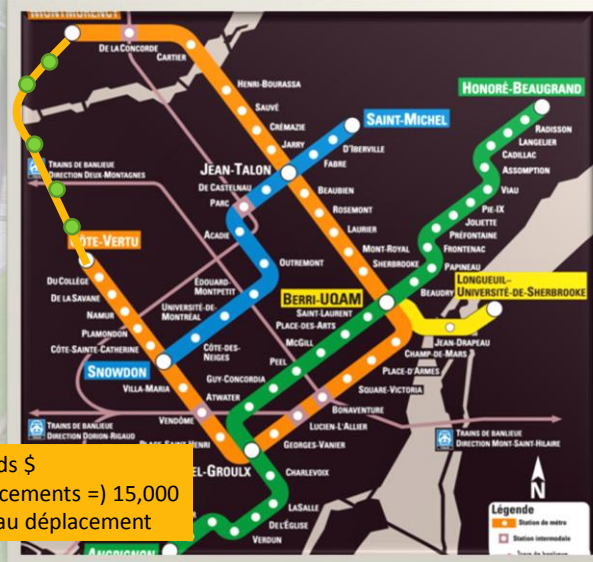 MONTMORENCY
DE LA CONCORDE
CARTIER
HENRI-BOURASSA
SAUVÉ
CRÉMAZIE
JARRY
JEAN-TALON
SAINT-MICHEL
D'IBERVILLE
FABRE
HONORÉ-BEAUGRAND
RADISSON
LANGELIER
CADILLAC
ASSOMPTION
VIAU
PIE-IX
JOLIETTE
PRÉFONTAINE
FRONTENAC
PAPINEAU
BEAUDRY
TRAINS DE BANLIEUE
DIRECTION DEUX-MONTAGNES
DE CASTELNAU
PARC
ACADIE
BEAUBIEN
ROSEMONT
LAURIER
MONT-ROYAL
SHERBROOKE
CÔTE-VERTU
DU COLLÈGE
DE LA SAVANE
NAMUR
PLAMONDON
CÔTE-SAINTE-CATHERINE
SNOWDON
VILLA-MARIA
OUTREMONT
ÉDOUARD-
MONTPETIT
UNIVERSITÉ-DE-
MONTRÉAL
CÔTE-DES-
NEIGES
BERRI-UQAM
SAINT-LAURENT
PLACE-DES-ARTS
McGILL
PEEL
GUY-CONCORDIA
ATWATER
LONGUEUIL–
UNIVERSITÉ-DE-SHERBROOKE
JEAN-DRAPEAU
CHAMP-DE-MARS
PLACE-D'ARMES
SQUARE-VICTORIA
BONAVENTURE
LUCIEN-L'ALLIER
GEORGES-VANIER
VENDÔME
TRAINS DE BANLIEUE
DIRECTION DORION-RIGAUD
PLACE-SAINT-HENRI
EL-GROULX
CHARLEVOIX
LASALLE
DE L'ÉGLISE
VERDUN
ANGRIGNON
TRAINS DE BANLIEUE
DIRECTION MONT-SAINT-HILAIRE
ds $
cements =) 15,000
au déplacement
N
Légende
Station de métro
Station intermodale